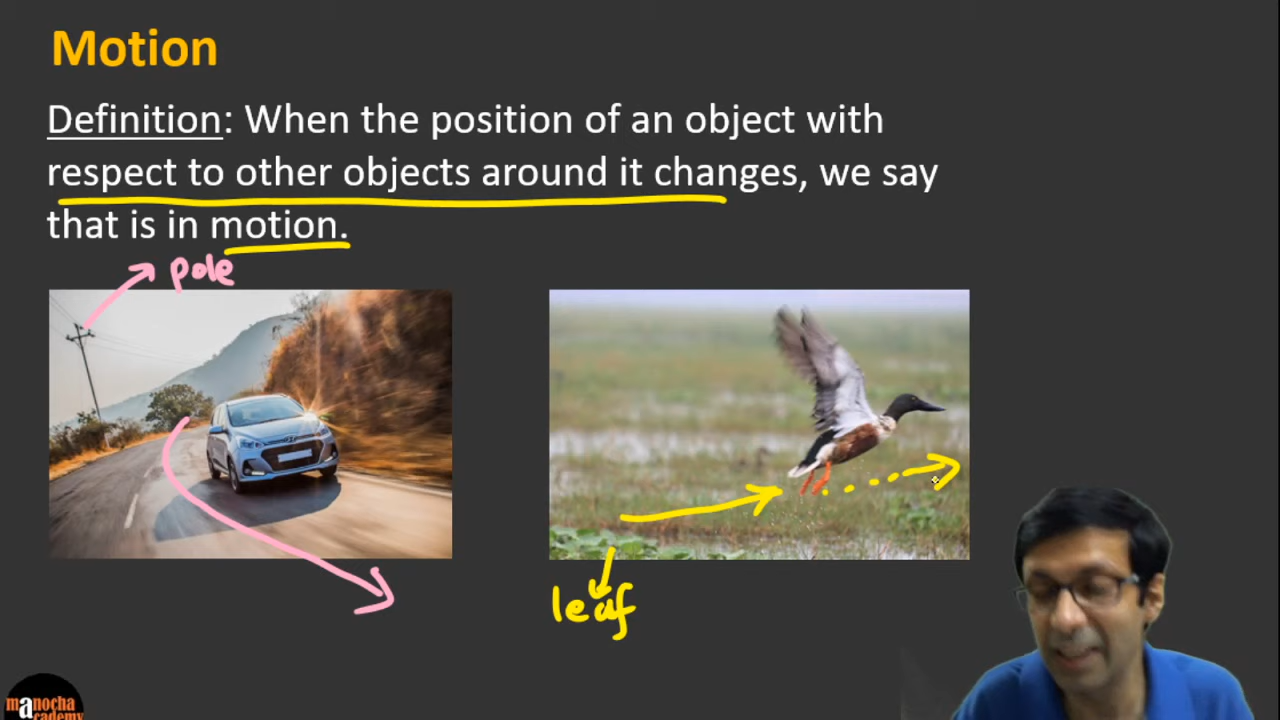 Motion
Definition: When the position of an object with
respect to other objects around it changes, we say
that is in motion.
pole
leaf
manocha
academy